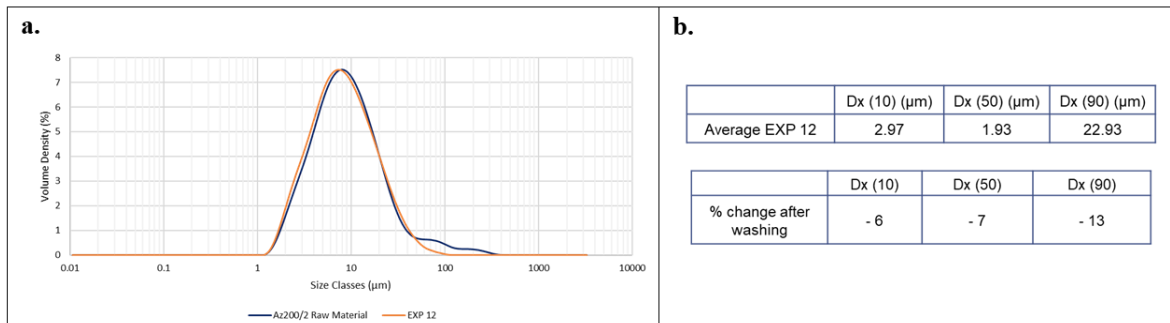 a.
8
7
6
5
4
3
2
1
0
Volume Density (%)
0.01 0.1 1 10 100 1000 10000
Size Classes (µm)
Az200/2 Raw Material EXP 12
b.
Dx (10) (µm) Dx (50) (µm) Dx (90) (µm)
Average EXP 12 2.97 1.93 22.93
Dx (10) Dx (50) Dx (90)
% change after
washing - 6 - 7 - 13